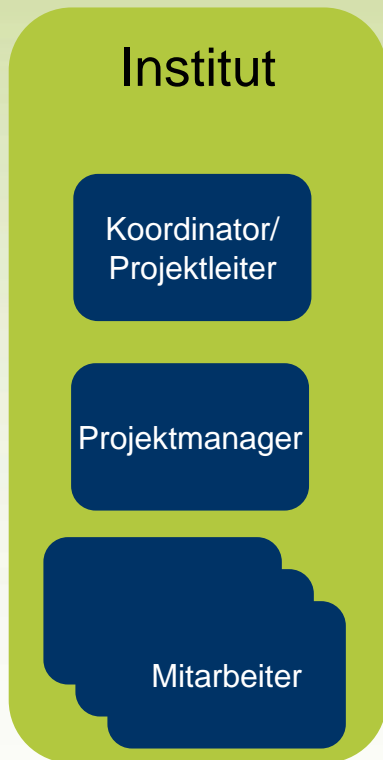 Institut
Koordinator/
Projektleiter
Projektmanager
Mitarbeiter